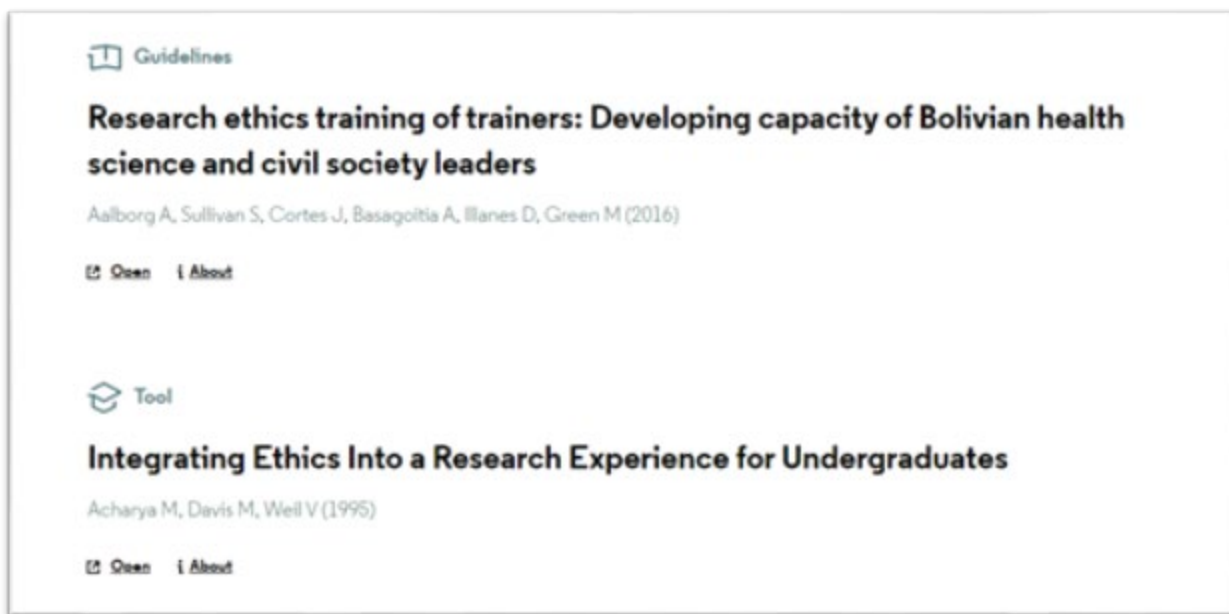 Guidelines
Research ethics training of trainers: Developing capacity of Bolivian health
science and civil society leaders
Aalborg A, Sullivan S, Cortes J, Basagoitia A, Illanes D, Green M (2016)
Open i About
Tool
Integrating Ethics Into a Research Experience for Undergraduates
Acharya M, Davis M, Weil V (1995)
Open i About